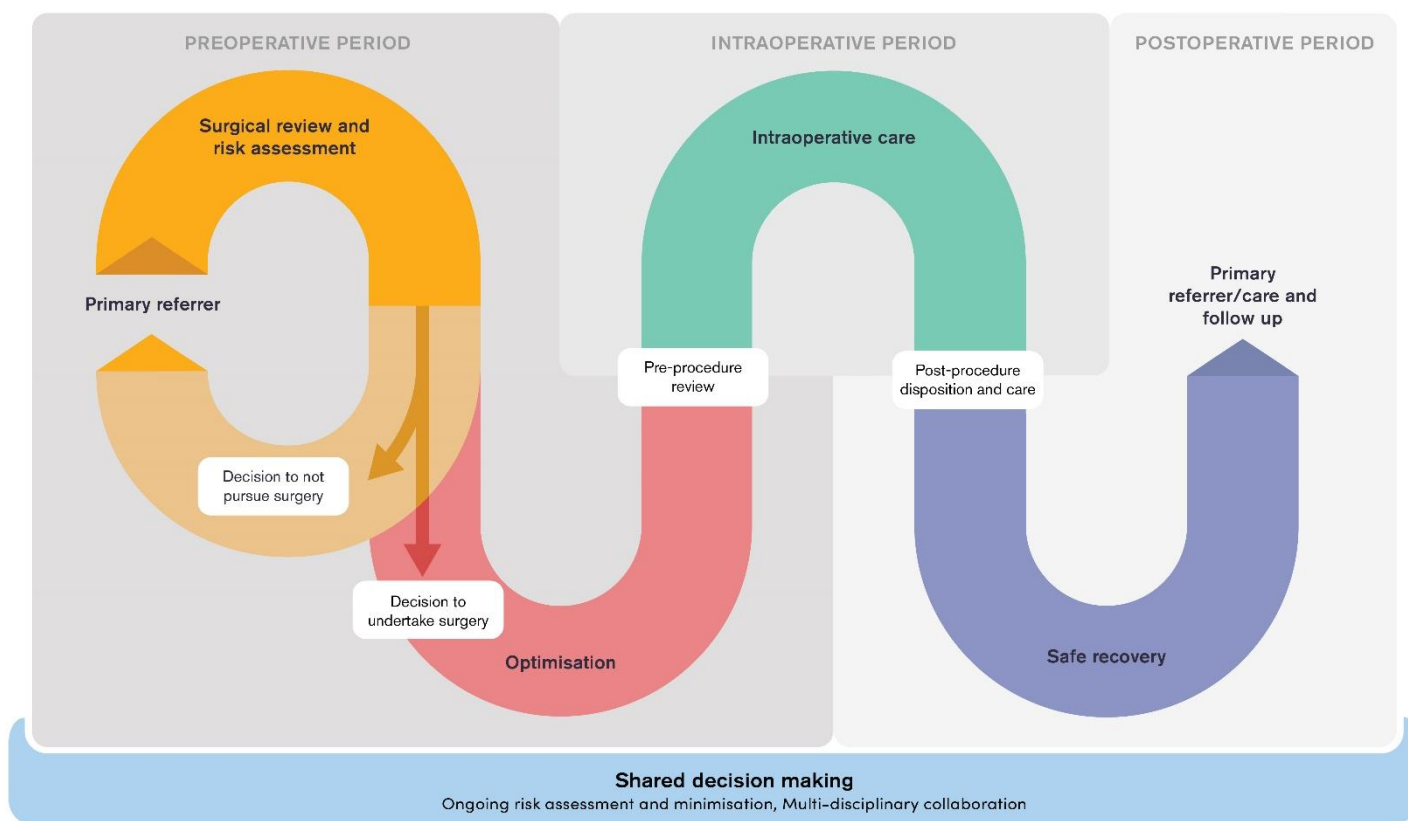 PREOPERATIVE PERIOD
INTRAOPERATIVE PERIOD
POSTOPERATIVE PERIOD
Surgical review and
risk assessment
Intraoperative care
Primary referrer
Primary
referrer/care and
follow up
Pre-procedure
review
Post-procedure
disposition and care
Decision to not
pursue surgery
Decision to
undertake surgery
Optimisation
Safe recovery
Shared decision making
Ongoing risk assessment and minimisation, Multi-disciplinary collaboration